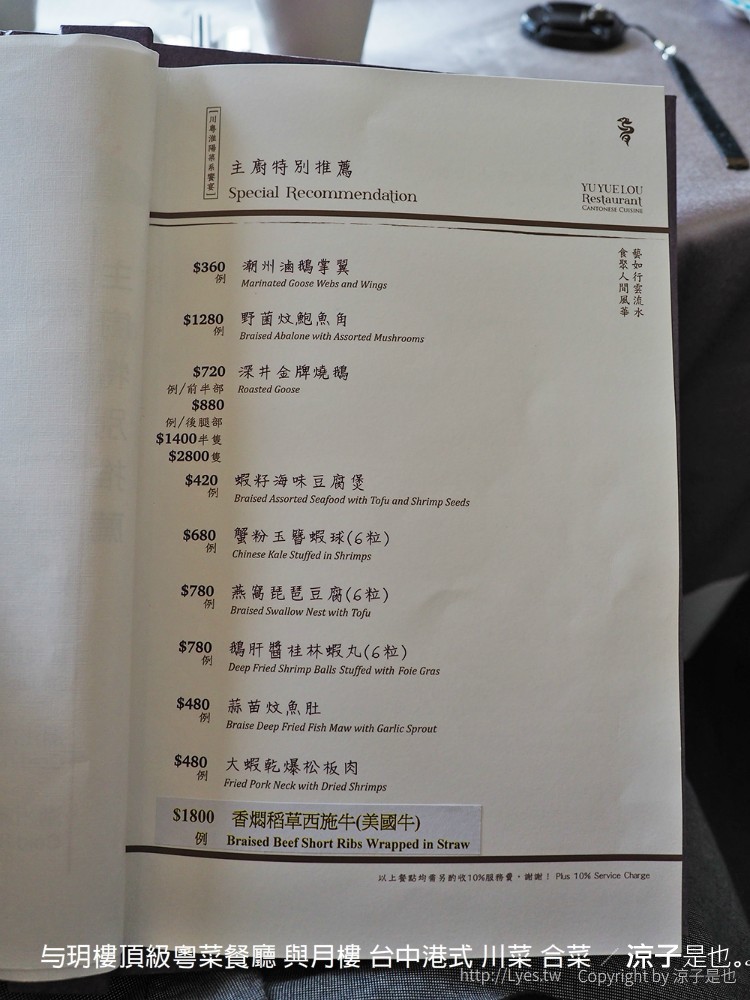 川粵淮陽菜系饗宴
主廚特別推薦
Special Recommendation
YUYUELOU
Restaurant
CANTONESE CUISINE
藝如行雲流水
食聚人間風華
$360 潮州滷鵝掌翼
例 Marinated Goose Webs and Wings
$1280 野菌炆鮑魚角
例 Braised Abalone with Assorted Mushrooms
$720 深井金牌燒鵝
例/前半部 Roasted Goose
$880
例/後腿部
$1400半隻
$2800隻
$420 蝦籽海味豆腐煲
例 Braised Assorted Seafood with Tofu and Shrimp Seeds
$680 蟹粉玉簪蝦球(6粒)
例 Chinese Kale Stuffed in Shrimps
$780 燕窩琵琶豆腐(6粒)
例 Braised Swallow Nest with Tofu
$780 鵝肝醬桂林蝦丸(6粒)
例 Deep Fried Shrimp Balls Stuffed with Foie Gras
$480 蒜苗炆魚肚
例 Braise Deep Fried Fish Maw with Garlic Sprout
$480 大蝦乾爆松板肉
例 Fried Pork Neck with Dried Shrimps
$1800 香燜稻草西施牛(美國牛)
例 Braised Beef Short Ribs Wrapped in Straw
以上餐點均需另酌收10%服務費，謝謝！ Plus 10% Service Charge
与玥樓頂級粵菜餐廳 與月樓 台中港式 川菜 合菜 ／ 涼子是也。
http://Lyes.tw Copyright by 涼子是也